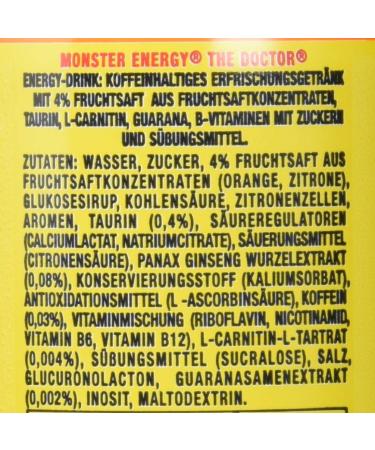 MONSTER ENERGY® THE DOCTOR®
ENERGY-DRINK: KOFFEINHALTIGES ERFRISCHUNGSGETRÄNK
MIT 4% FRUCHTSAFT AUS FRUCHTSAFTKONZENTRATEN,
TAURIN, L-CARNITIN, GUARANA, B-VITAMINEN MIT ZUCKERN
UND SÜßUNGSMITTEL.
ZUTATEN: WASSER, ZUCKER, 4% FRUCHTSAFT AUS
FRUCHTSAFTKONZENTRATEN (ORANGE, ZITRONE),
GLUKOSESIRUP, KOHLENSÄURE, ZITRONENZELLEN,
AROMEN, TAURIN (0,4%), SÄUREREGULATOREN
(CALCIUMLACTAT, NATRIUMCITRATE), SÄUERUNGSMITTEL
(CITRONENSÄURE), PANAX GINSENG WURZELEXTRAKT
(0,08%), KONSERVIERUNGSSTOFF (KALIUMSORBAT),
ANTIOXIDATIONSMITTEL (L -ASCORBINSÄURE), KOFFEIN
(0,03%), VITAMINMISCHUNG (RIBOFLAVIN, NICOTINAMID,
VITAMIN B6, VITAMIN B12), L-CARNITIN-L-TARTRAT
(0,004%), SÜßUNGSMITTEL (SUCRALOSE), SALZ,
GLUCURONOLACTON, GUARANASAMENEXTRAKT
(0,002%), INOSIT, MALTODEXTRIN.